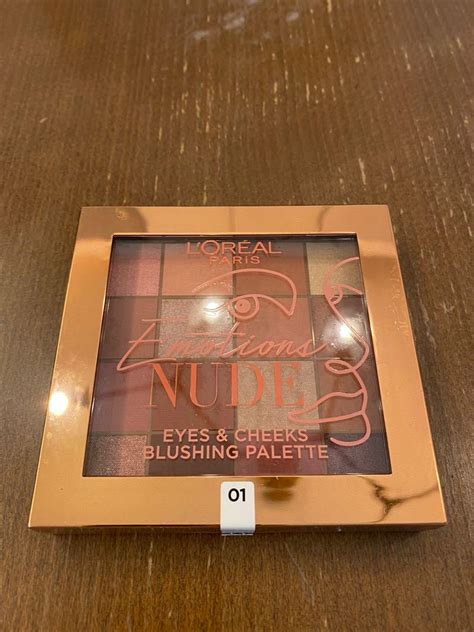 L'ORÉAL
PARIS
Emotions
NUDE
EYES & CHEEKS
BLUSHING PALETTE
01